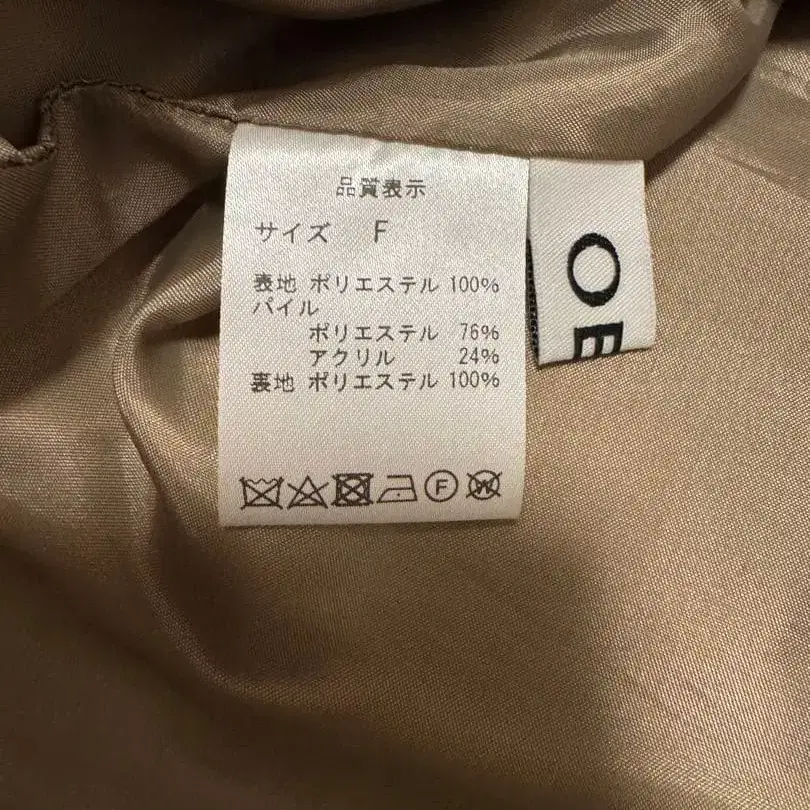 品質表示
サイズ F
表地 ポリエステル 100%
パイル
ポリエステル 76%
アクリル 24%
裏地 ポリエステル 100%
F W
OE